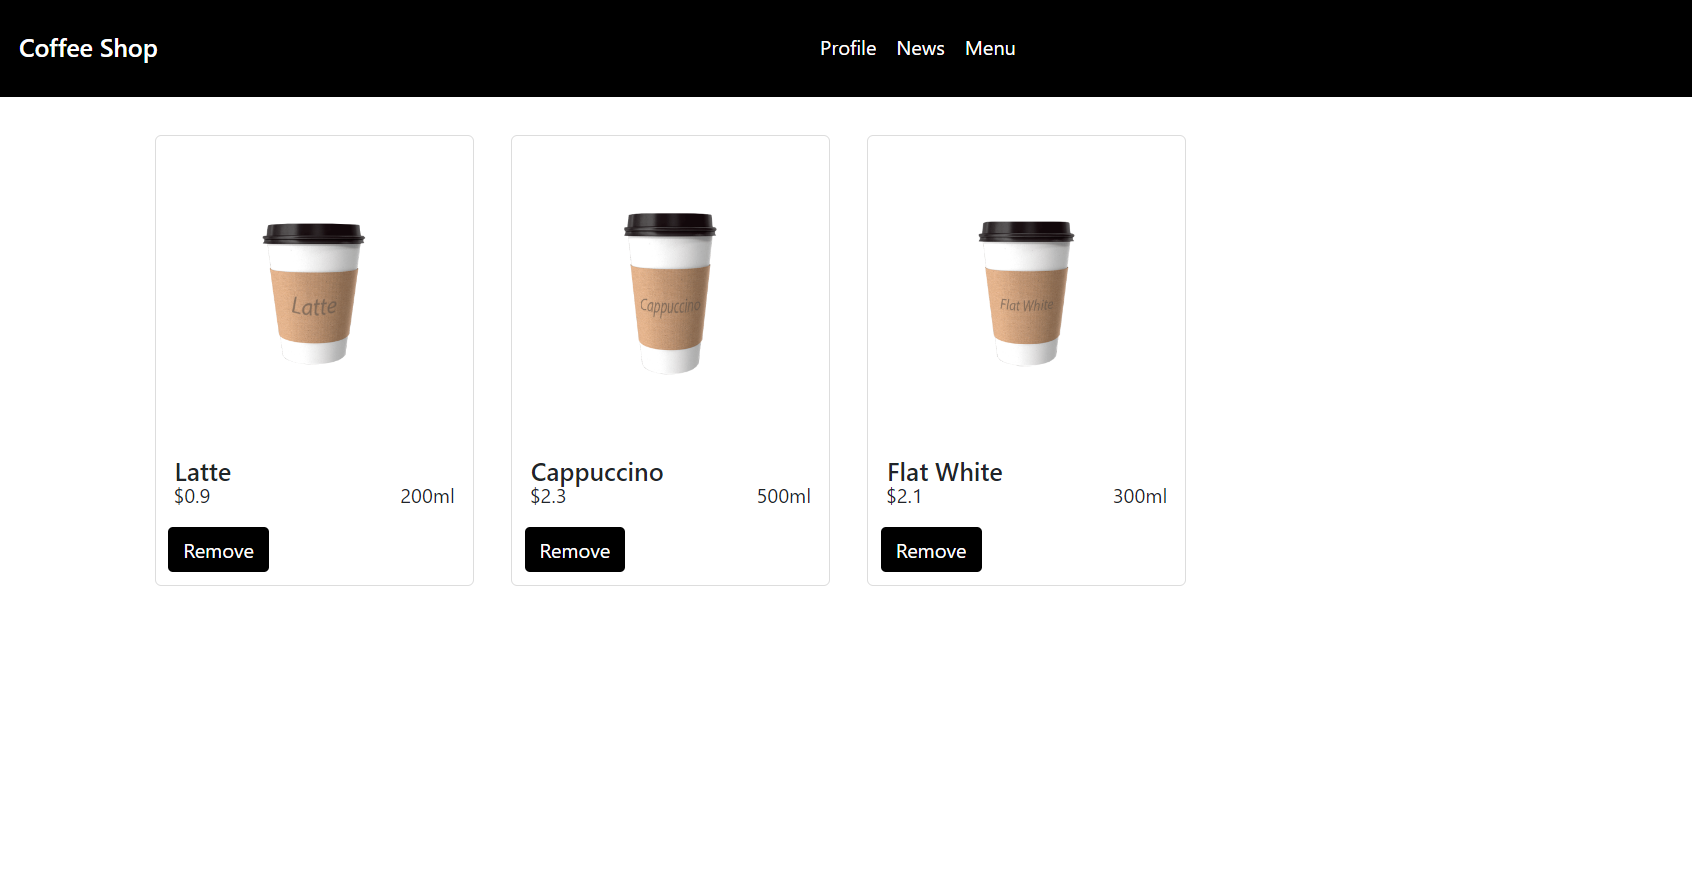 Coffee Shop
Profile News Menu
Latte
Cappuccino
Flat White
Latte
$0.9 200ml
Remove
Cappuccino
$2.3 500ml
Remove
Flat White
$2.1 300ml
Remove